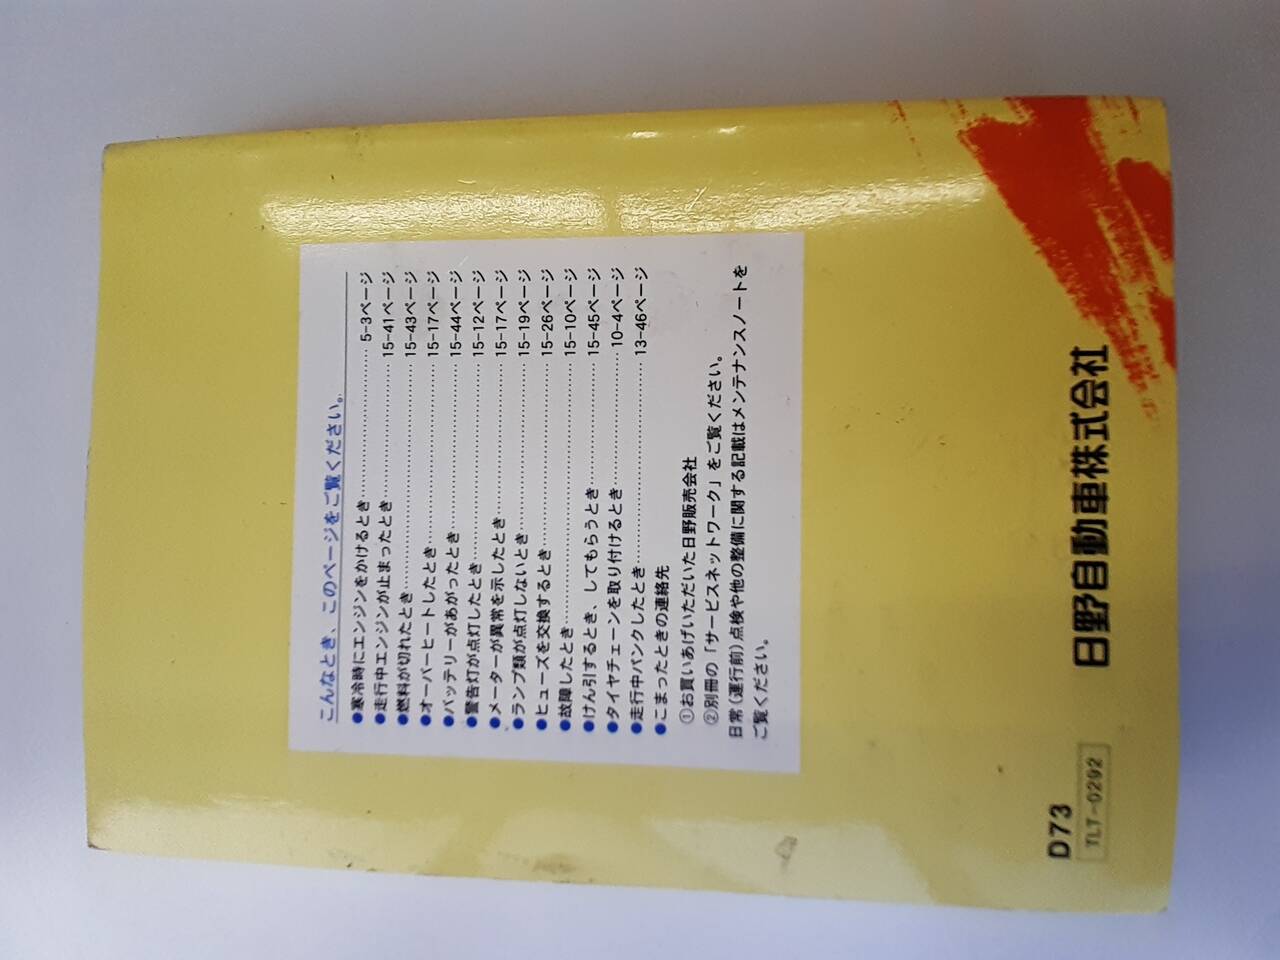 こんなとき、このページをご覧ください。
●寒冷時にエンジンをかけるとき…………………… 5-3ページ
●走行中エンジンが止まったとき……………………15-41ページ
●燃料が切れたとき……………………………………15-43ページ
●オーバーヒートしたとき……………………………15-17ページ
●バッテリーがあがったとき…………………………15-44ページ
●警告灯が点灯したとき………………………………15-12ページ
●メーターが異常を示したとき………………………15-17ページ
●ランプ類が点灯しないとき…………………………15-19ページ
●ヒューズを交換するとき……………………………15-26ページ
●故障したとき…………………………………………15-10ページ
●けん引するとき、してもらうとき…………………15-45ページ
●タイヤチェーンを取り付けるとき…………………10-4ページ
●走行中パンクしたとき………………………………13-46ページ
●こまったときの連絡先
①お買いあげいただいた日野販売会社
②別冊の「サービスネットワーク」をご覧ください。
日常(運行前)点検や他の整備に関する記載はメンテナンスノートを
ご覧ください。
日野自動車株式会社
D73
TLT-0292